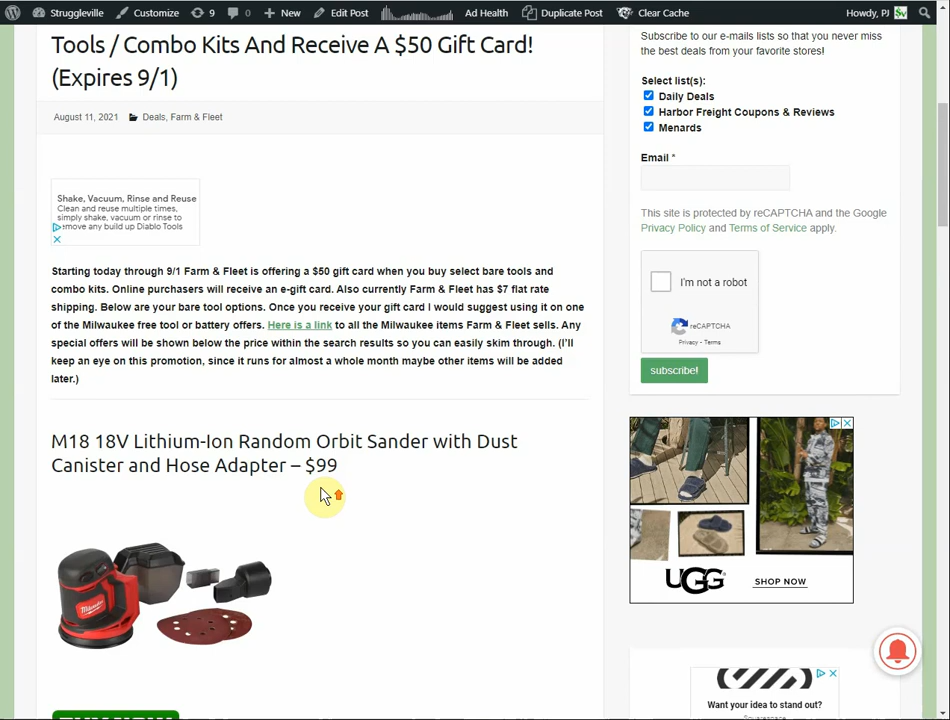 Struggleville Customize 9 0 New Edit Post Ad Health Duplicate Post Clear Cache Howdy, PJ
Tools / Combo Kits And Receive A $50 Gift Card!
(Expires 9/1)
August 11, 2021 Deals, Farm & Fleet
Shake, Vacuum, Rinse and Reuse
Clean and reuse multiple times,
simply shake, vacuum or rinse to
remove any build up Diablo Tools
Starting today through 9/1 Farm & Fleet is offering a $50 gift card when you buy select bare tools and
combo kits. Online purchasers will receive an e-gift card. Also currently Farm & Fleet has $7 flat rate
shipping. Below are your bare tool options. Once you receive your gift card I would suggest using it on one
of the Milwaukee free tool or battery offers. Here is a link to all the Milwaukee items Farm & Fleet sells. Any
special offers will be shown below the price within the search results so you can easily skim through. (I'll
keep an eye on this promotion, since it runs for almost a whole month maybe other items will be added
later.)
M18 18V Lithium-Ion Random Orbit Sander with Dust
Canister and Hose Adapter – $99
Milwaukee
Subscribe to our e-mails lists so that you never miss
the best deals from your favorite stores!
Select list(s):
Daily Deals
Harbor Freight Coupons & Reviews
Menards
Email *
This site is protected by reCAPTCHA and the Google
Privacy Policy and Terms of Service apply.
I'm not a robot
reCAPTCHA
Privacy - Terms
subscribe!
UGG SHOP NOW
Want your idea to stand out?